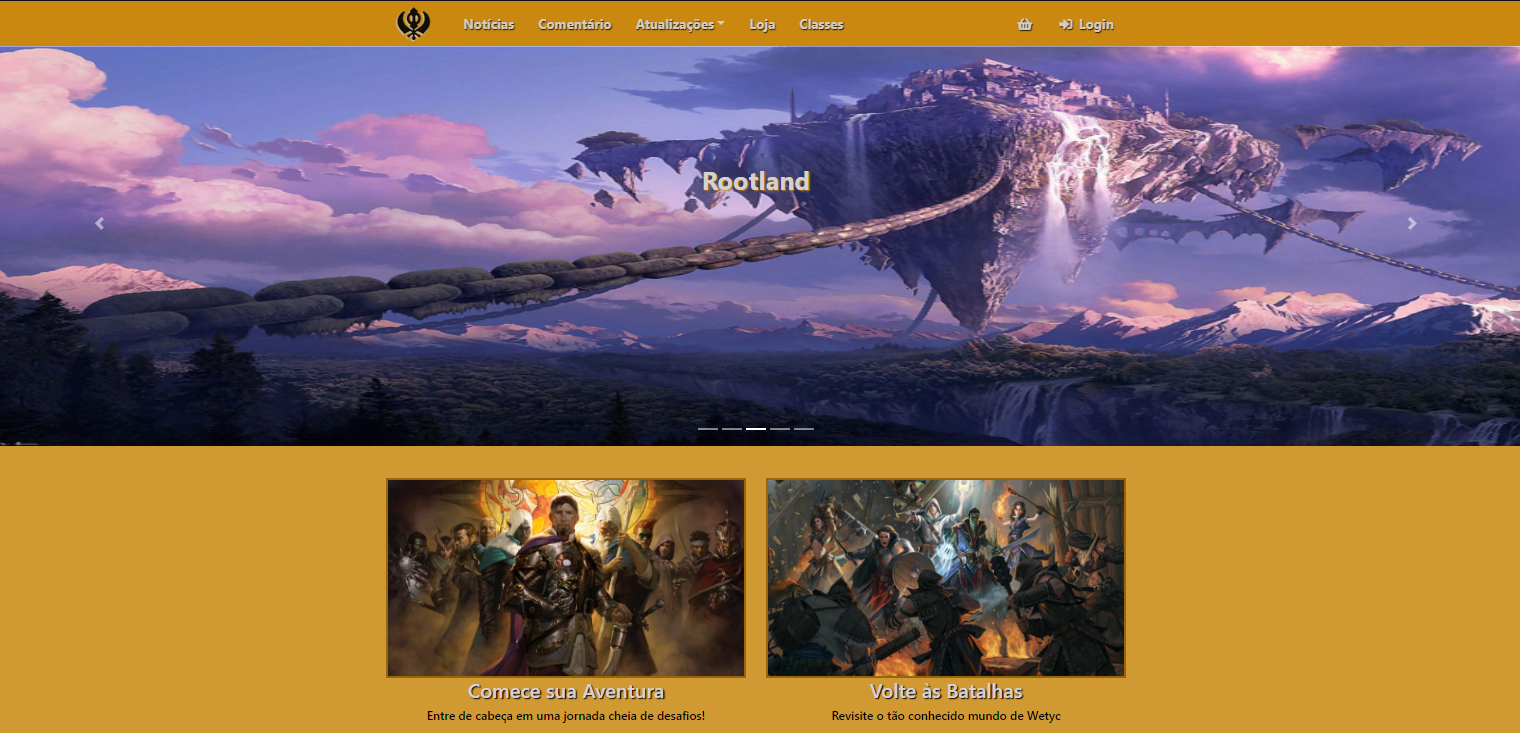 Notícias Comentário Atualizações Loja Classes Login
Rootland
Comece sua Aventura
Entre de cabeça em uma jornada cheia de desafios!
Volte às Batalhas
Revisite o tão conhecido mundo de Wetyc